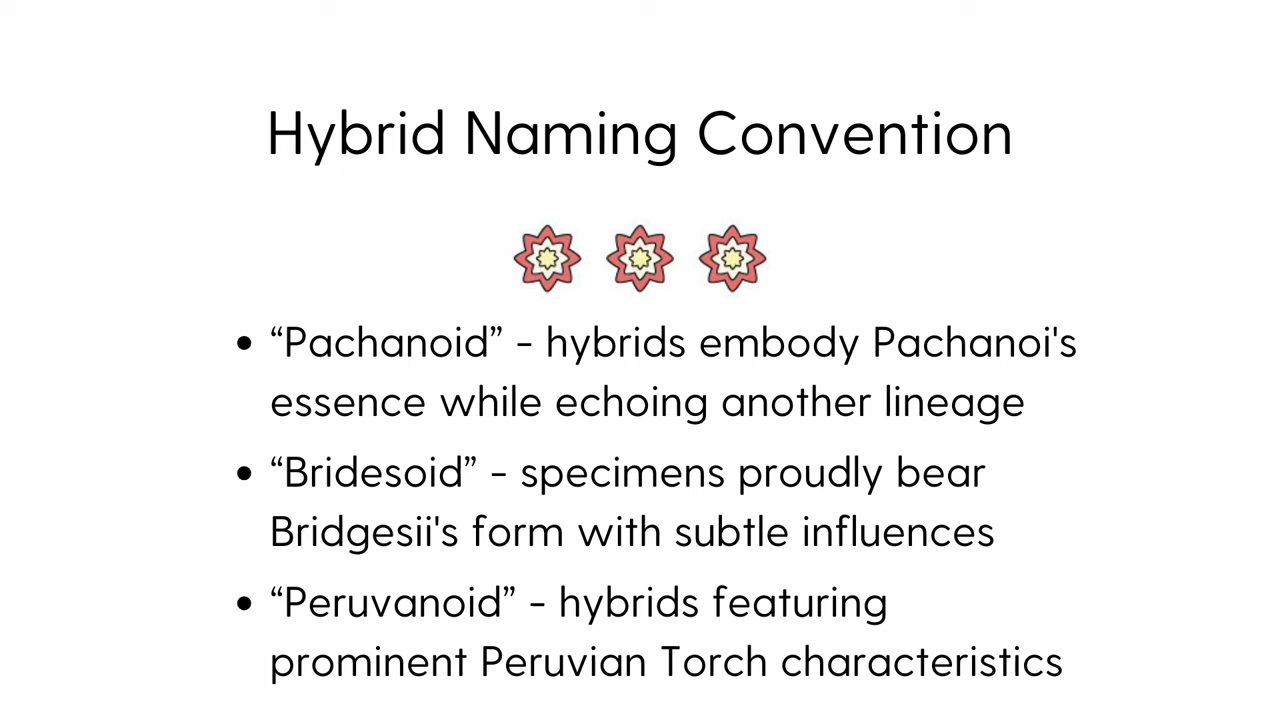 Hybrid Naming Convention
• “Pachanoid” - hybrids embody Pachanoi's
essence while echoing another lineage
• “Bridesoid” - specimens proudly bear
Bridgesii's form with subtle influences
• “Peruvanoid” - hybrids featuring
prominent Peruvian Torch characteristics